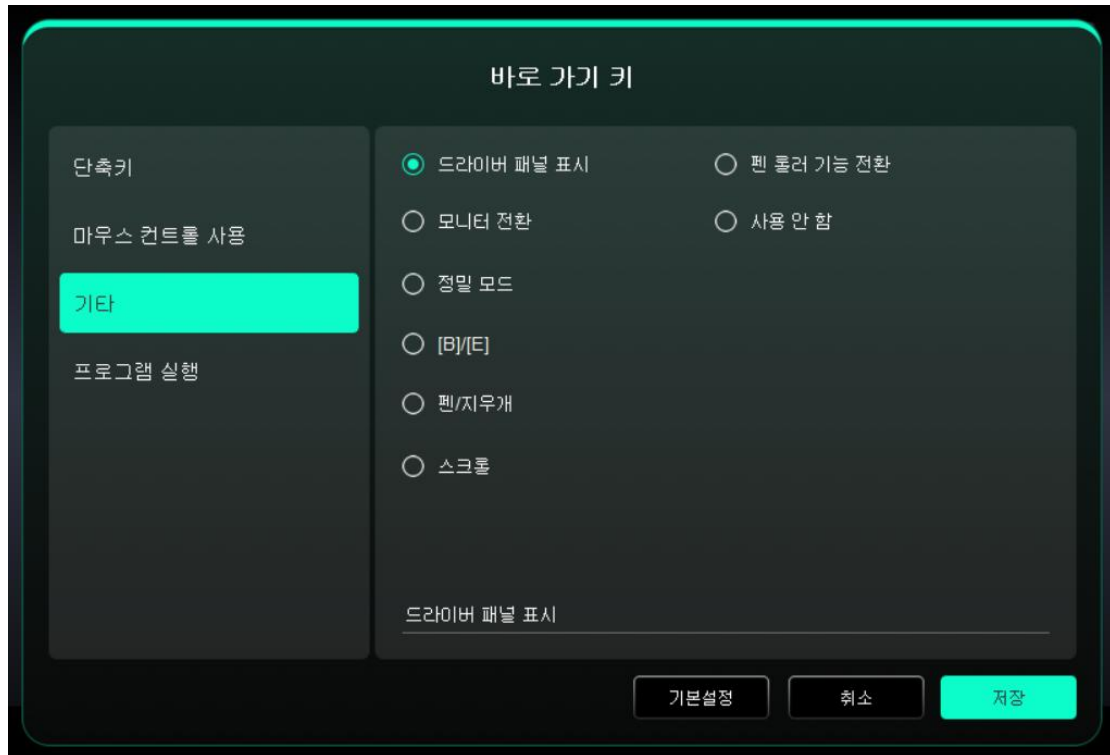 바로 가기 키
단축키
마우스 컨트롤 사용
기타
프로그램 실행
드라이버 패널 표시
펜 롤러 기능 전환
모니터 전환
사용 안 함
정밀 모드
[B]/[E]
펜/지우개
스크롤
드라이버 패널 표시
기본설정
취소
저장